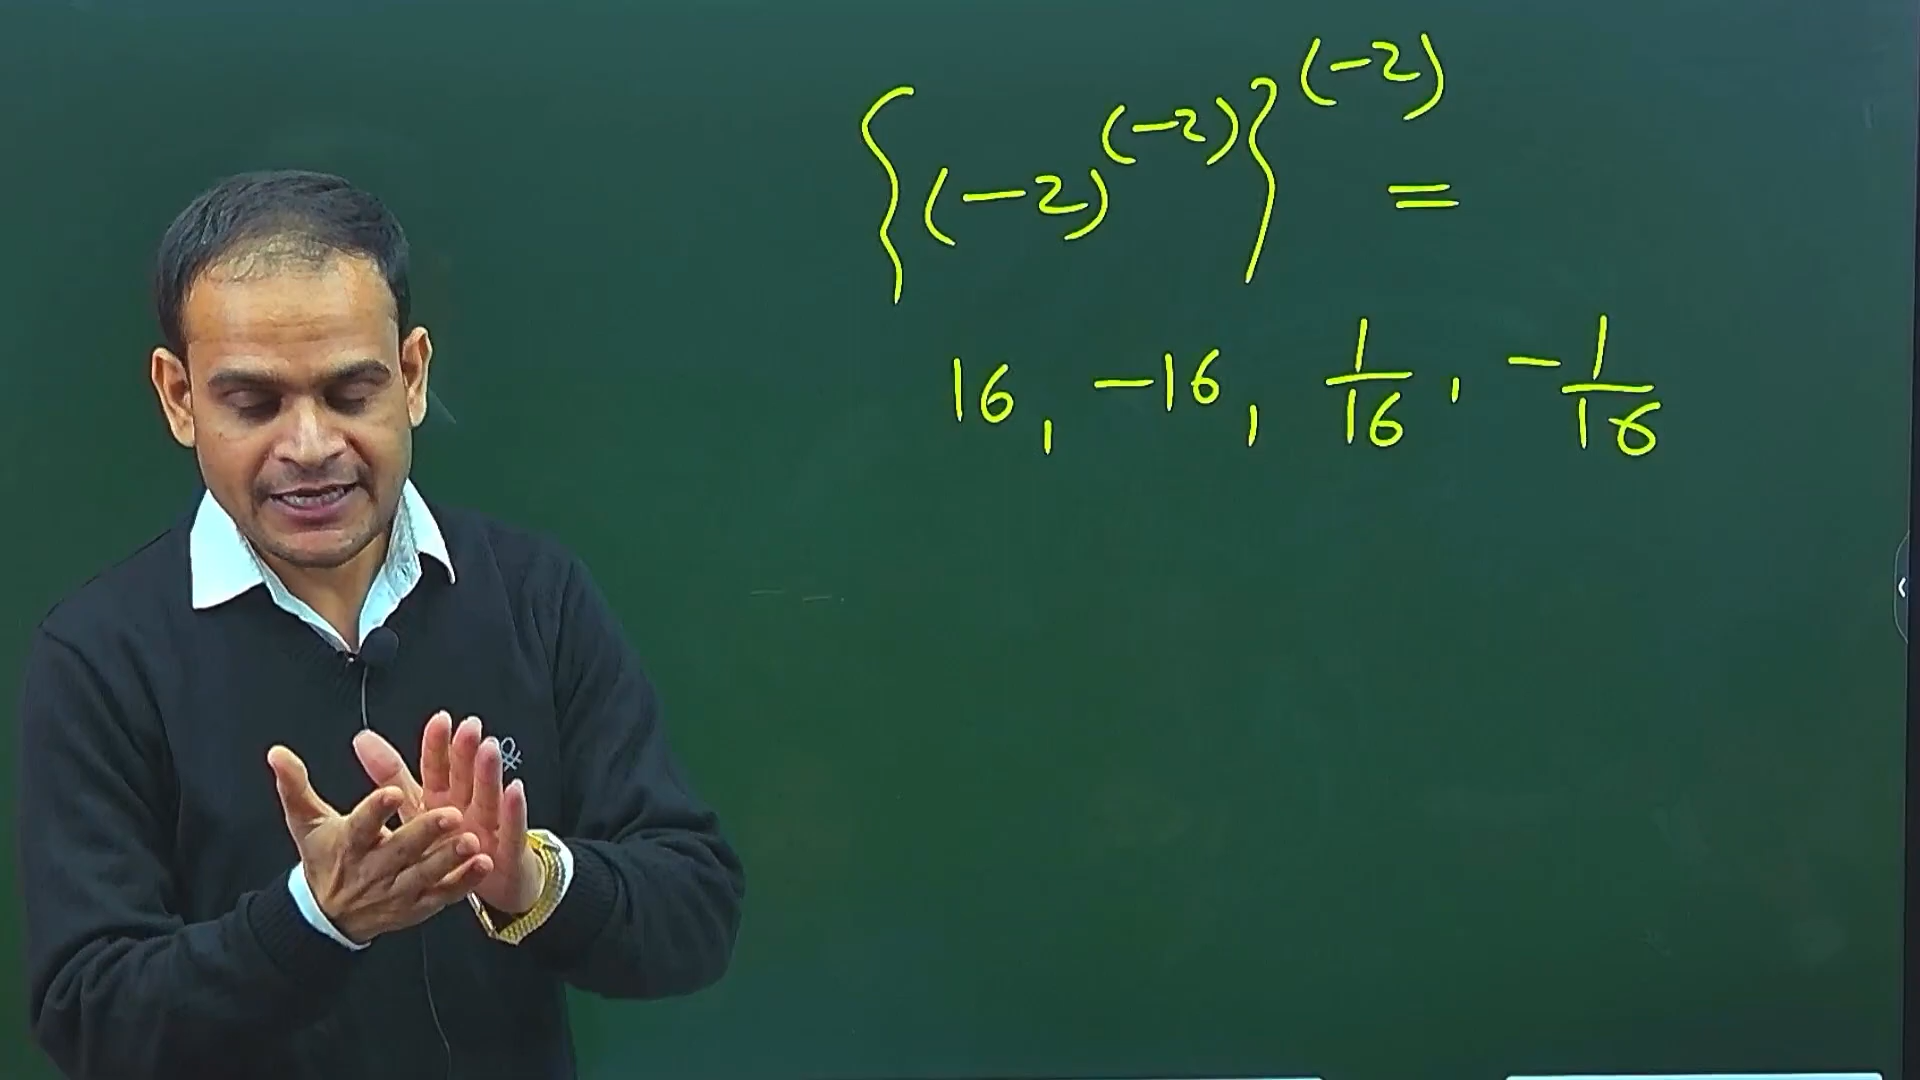 {(-2)^(-2)}^(-2) =
16, -16, 1/16, -1/16